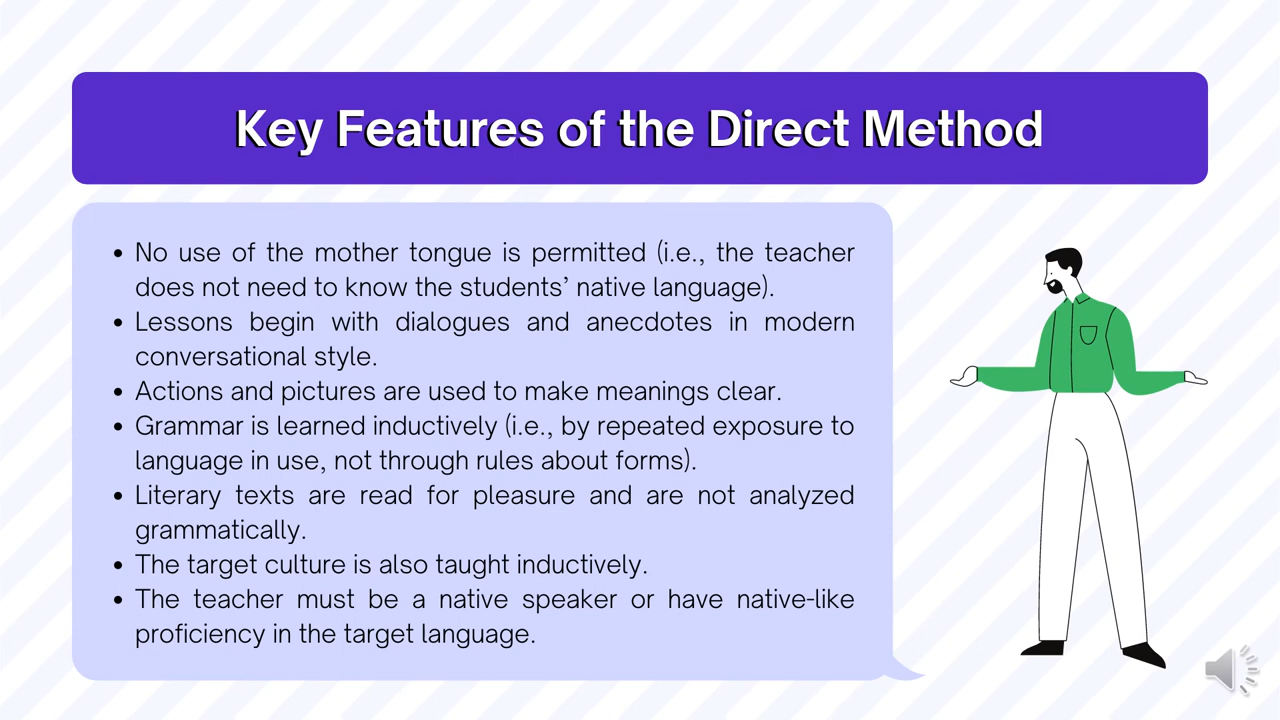 Key Features of the Direct Method
• No use of the mother tongue is permitted (i.e., the teacher
does not need to know the students’ native language).
• Lessons begin with dialogues and anecdotes in modern
conversational style.
• Actions and pictures are used to make meanings clear.
• Grammar is learned inductively (i.e., by repeated exposure to
language in use, not through rules about forms).
• Literary texts are read for pleasure and are not analyzed
grammatically.
• The target culture is also taught inductively.
• The teacher must be a native speaker or have native-like
proficiency in the target language.